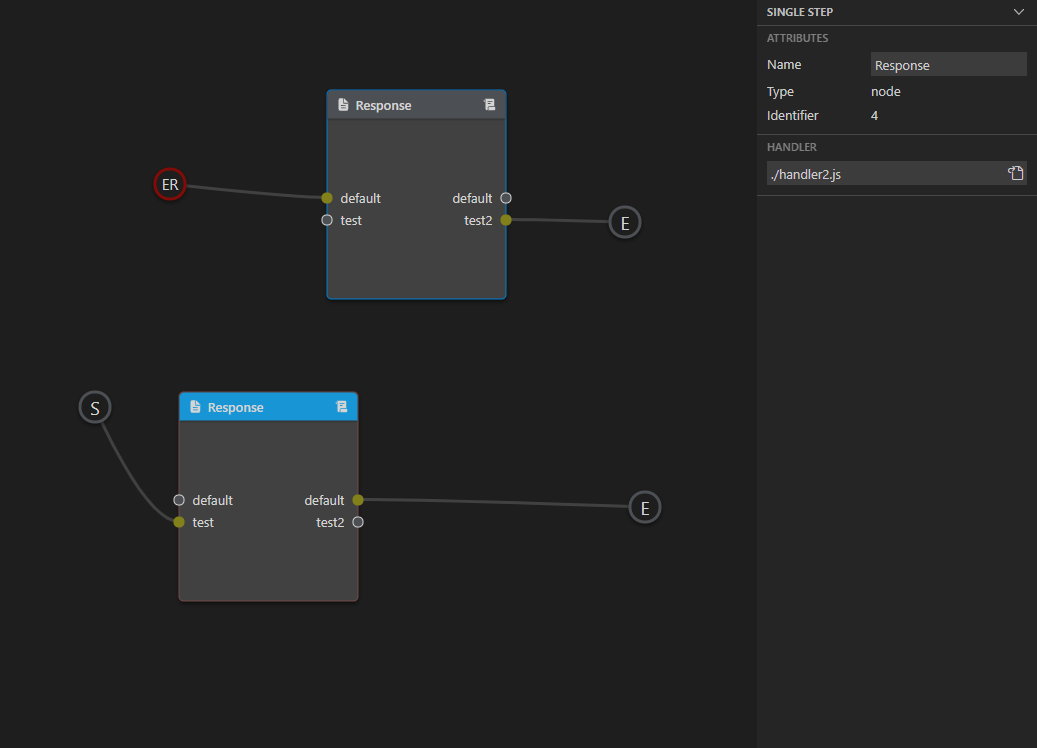 Response
ER
default default
test test2
E
S
Response
default default
test test2
E
SINGLE STEP
ATTRIBUTES
Name Response
Type node
Identifier 4
HANDLER
./handler2.js